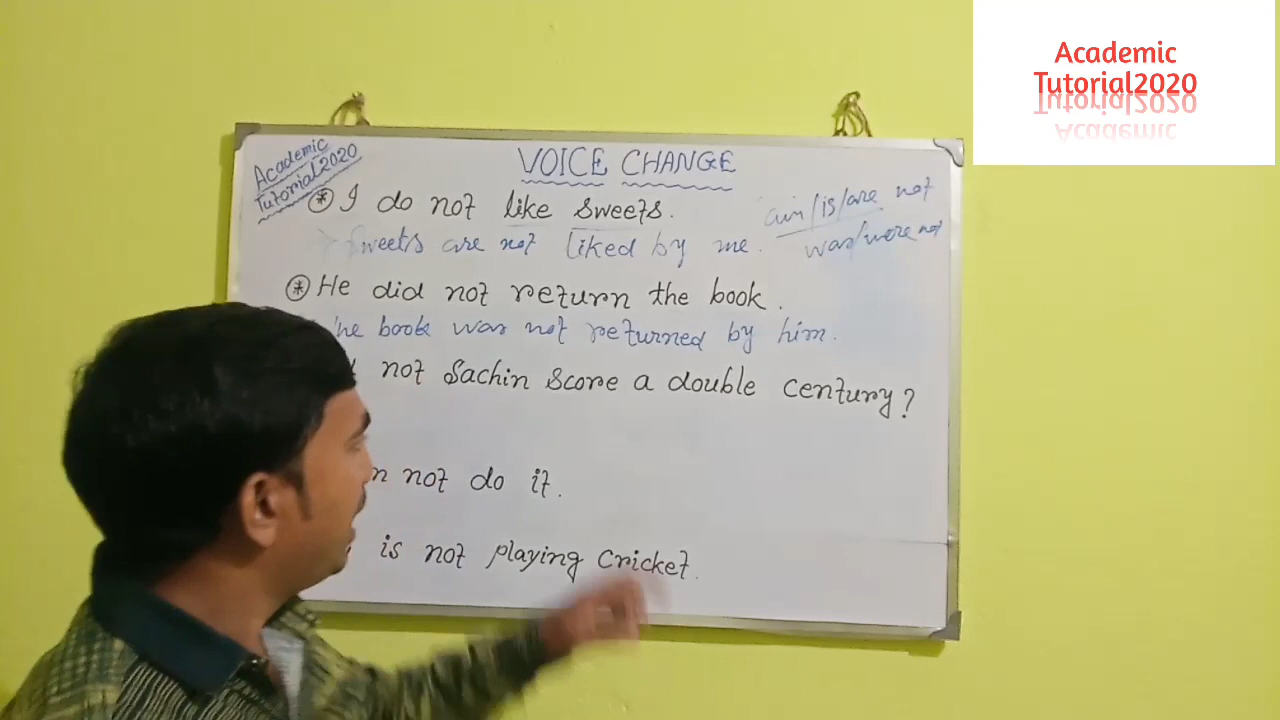 Academic
Tutorial2020
Academic
Tutorial2020
VOICE CHANGE
I do not like sweets.
am/is/are not
Sweets are not liked by me.
was/were not
He did not return the book.
book was not returned by him.
not Sachin score a double century?
not do it.
is not playing cricket.